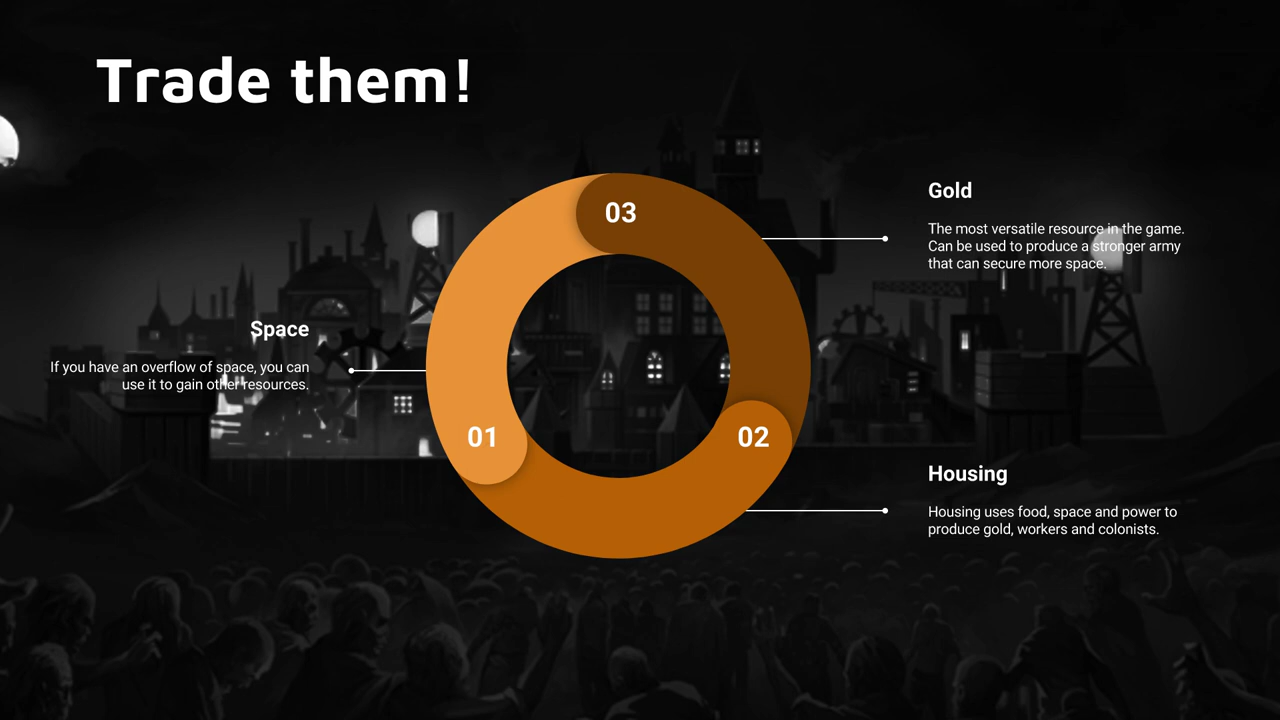 Trade them!
03
Gold
The most versatile resource in the game.
Can be used to produce a stronger army
that can secure more space.
Space
If you have an overflow of space, you can
use it to gain other resources.
01
02
Housing
Housing uses food, space and power to
produce gold, workers and colonists.